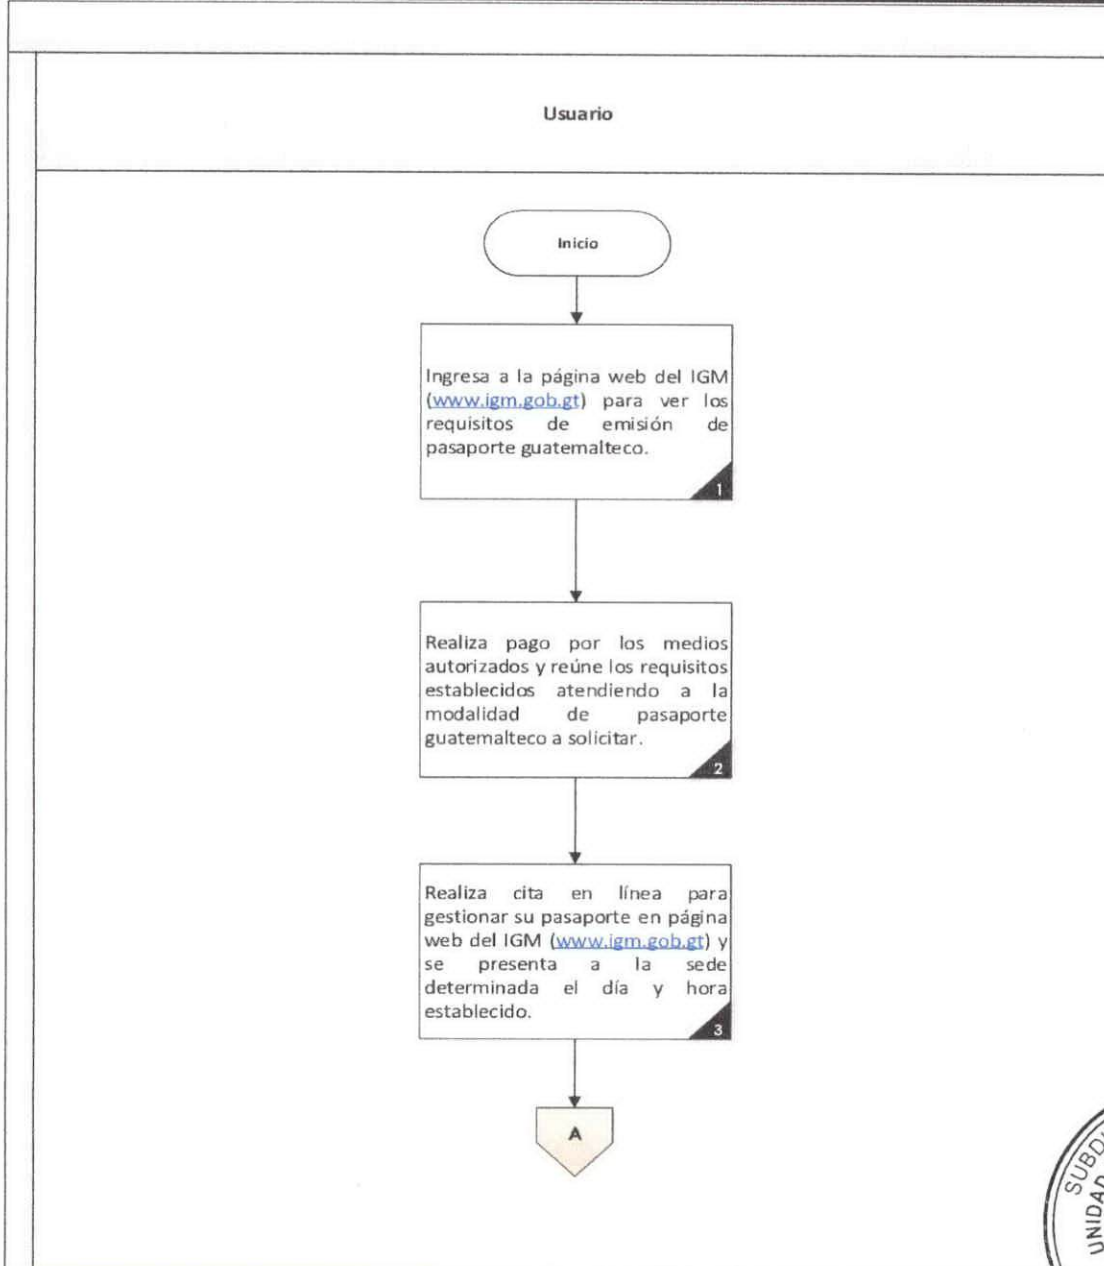 Usuario
Inicio
Ingresa a la página web del IGM
(www.igm.gob.gt) para ver los
requisitos de emisión de
pasaporte guatemalteco.
1
Realiza pago por los medios
autorizados y reúne los requisitos
establecidos atendiendo a la
modalidad de pasaporte
guatemalteco a solicitar.
2
Realiza cita en línea para
gestionar su pasaporte en página
web del IGM (www.igm.gob.gt) y
se presenta a la sede
determinada el día y hora
establecido.
3
A
UNIDAD